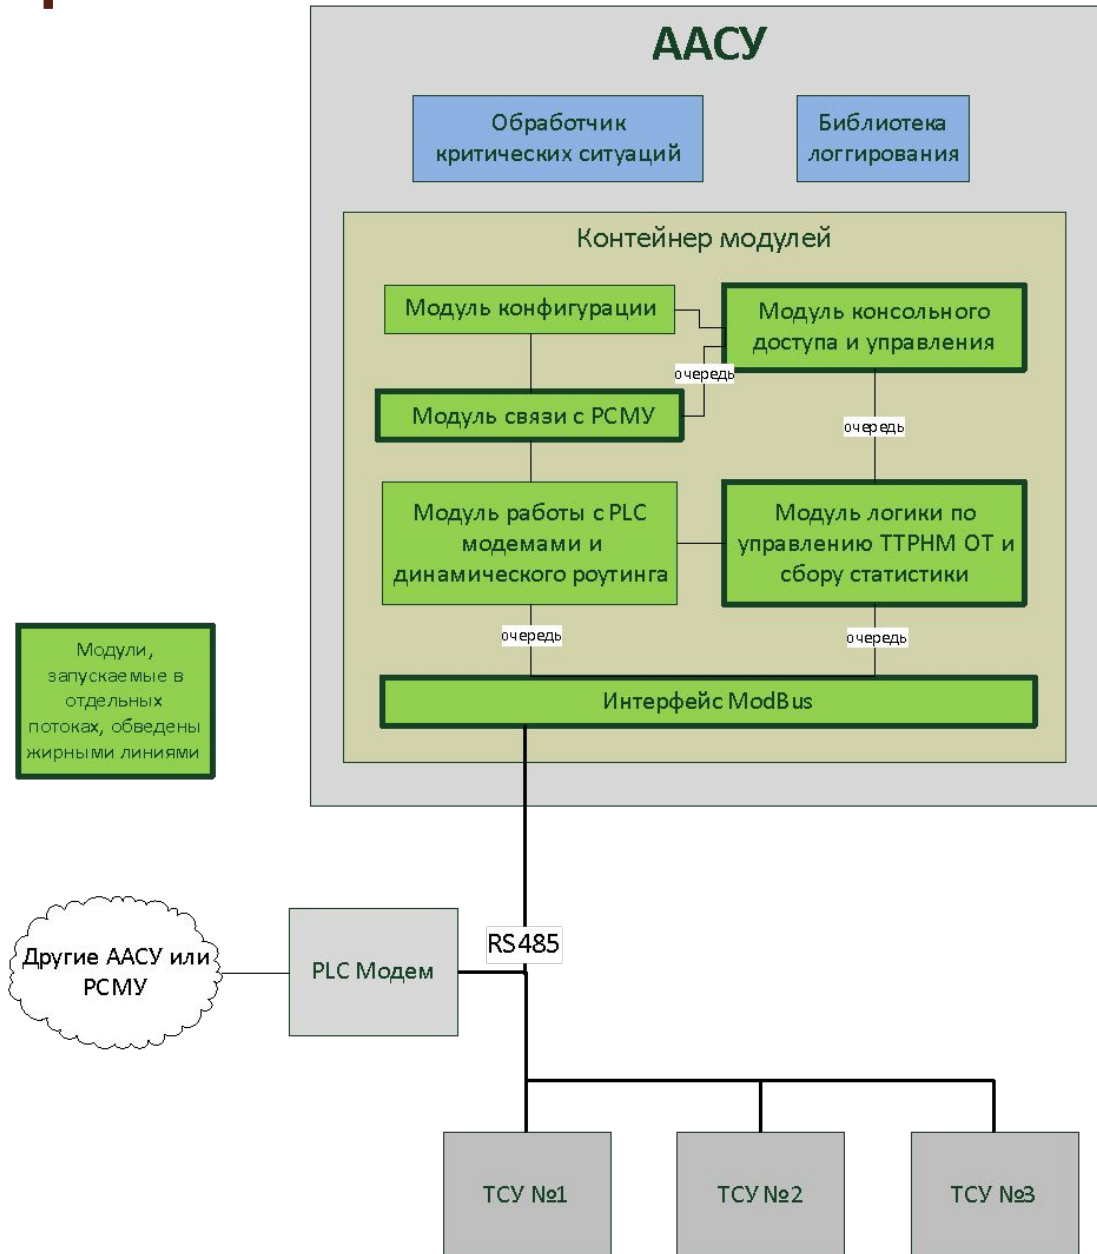 ААСУ
Обработчик
критических ситуаций
Библиотека
логгирования
Контейнер модулей
Модуль конфигурации
Модуль консольного
доступа и управления
очередь
Модуль связи с РСМУ
очередь
Модуль работы с PLC
модемами и
динамического роутинга
Модуль логики по
управлению ТТРНМ ОТ и
сбору статистики
очередь
очередь
Интерфейс ModBus
Модули,
запускаемые в
отдельных
потоках, обведены
жирными линиями
RS485
Другие ААСУ или
РСМУ
PLC Модем
ТСУ №1
ТСУ №2
ТСУ №3